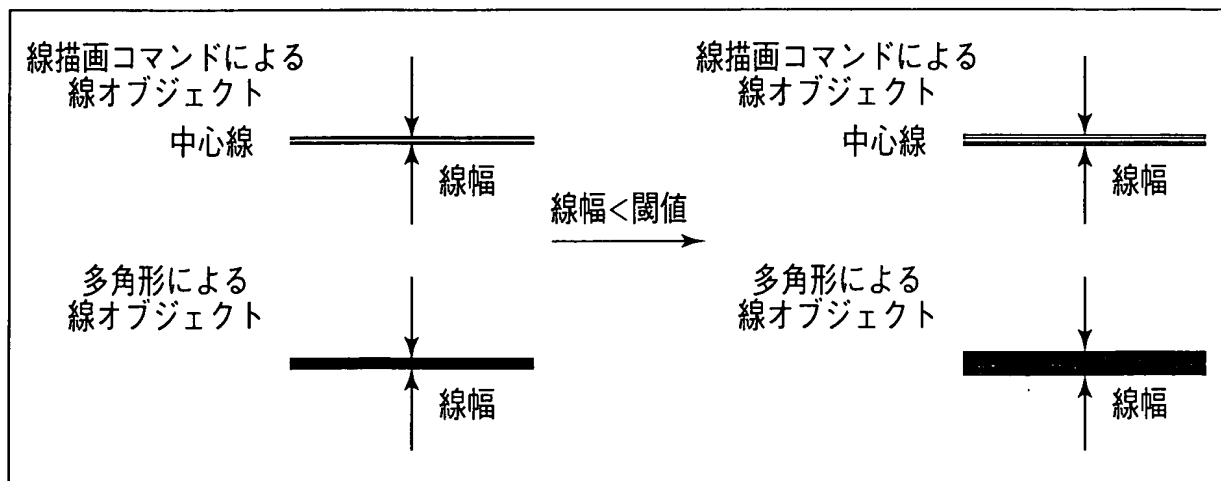 線描画コマンドによる
線オブジェクト
中心線
線幅
多角形による
線オブジェクト
線幅
線幅<閾値
線描画コマンドによる
線オブジェクト
中心線
線幅
多角形による
線オブジェクト
線幅